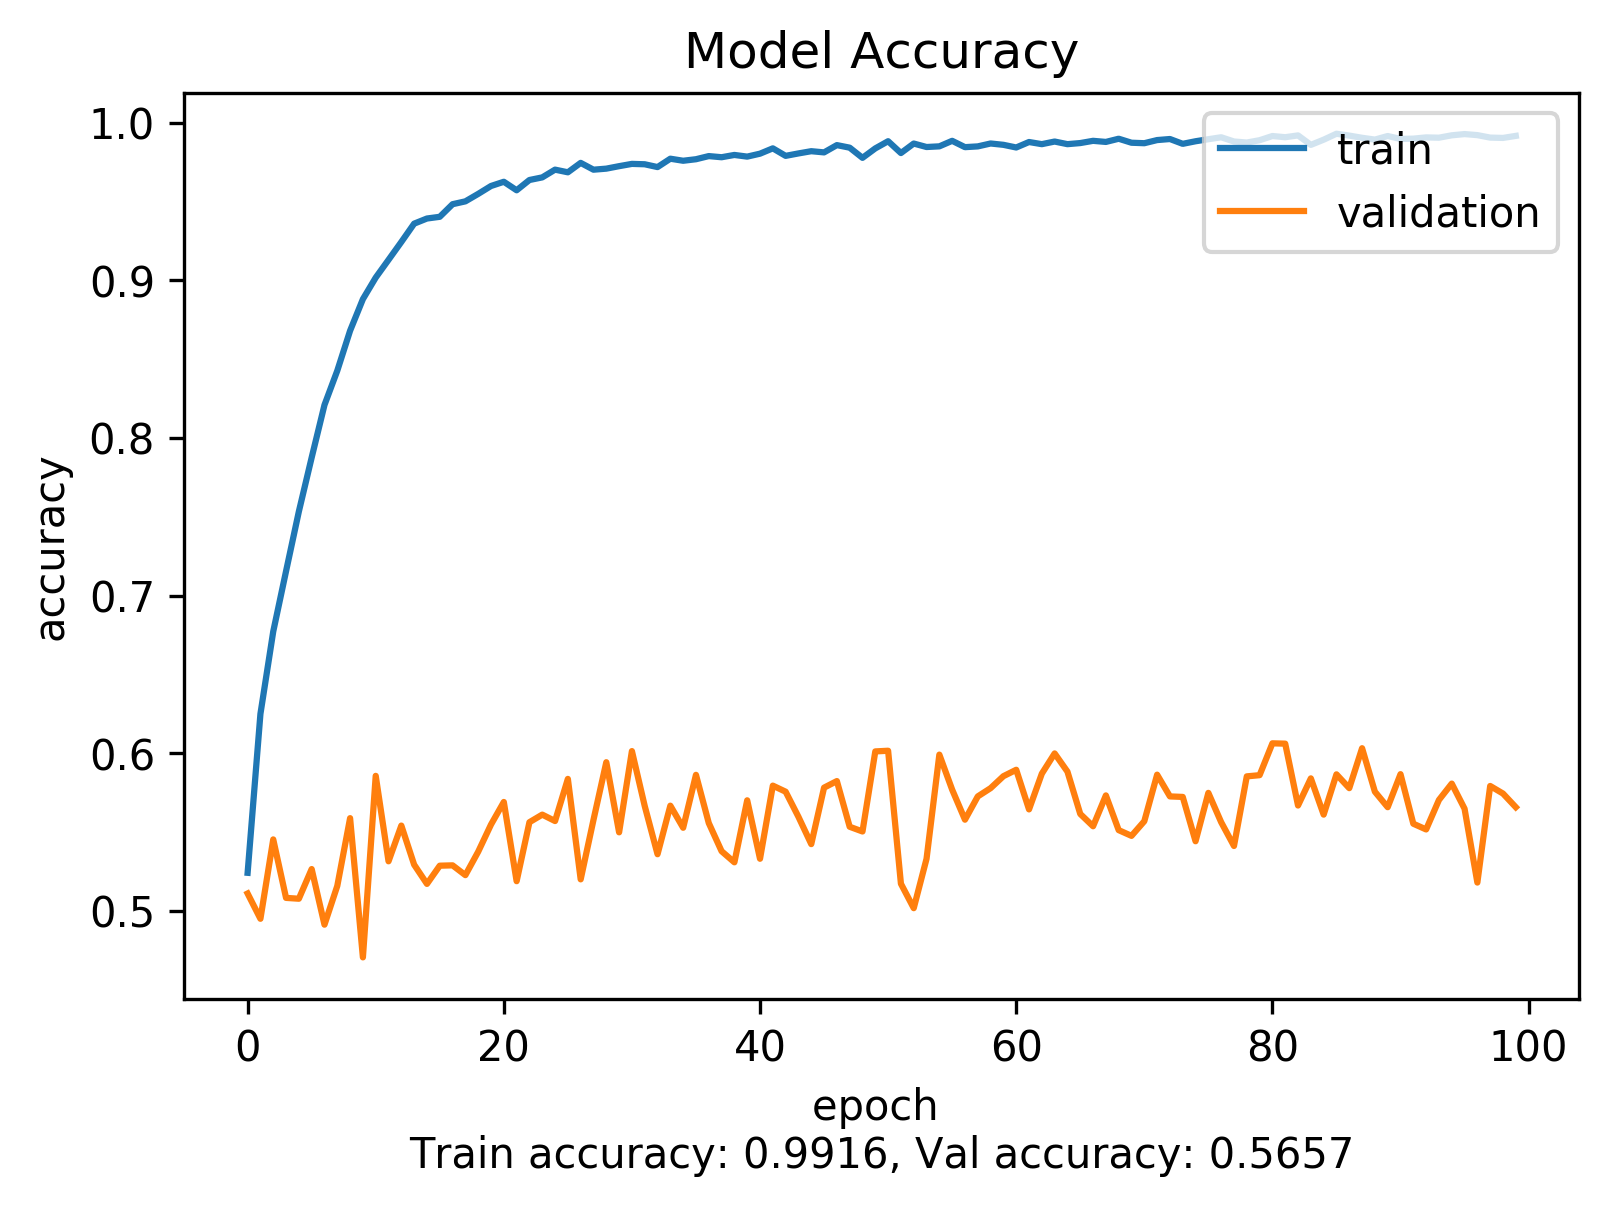 Model Accuracy
1.0
0.9
0.8
0.7
0.6
0.5
accuracy
train
validation
0 20 40 60 80 100
epoch
Train accuracy: 0.9916, Val accuracy: 0.5657